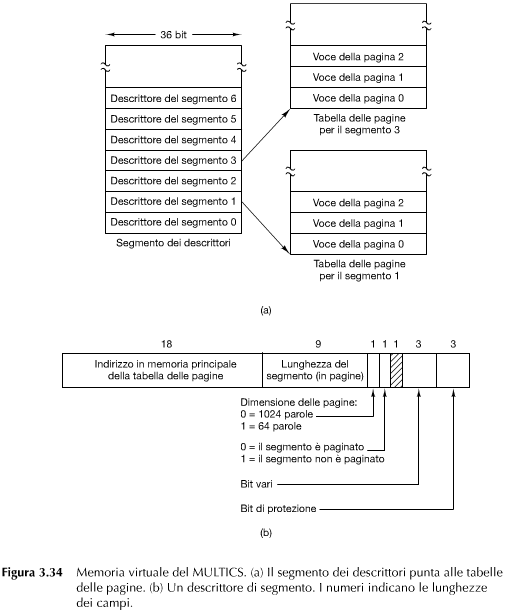 36 bit
Descrittore del segmento 6
Descrittore del segmento 5
Descrittore del segmento 4
Descrittore del segmento 3
Descrittore del segmento 2
Descrittore del segmento 1
Descrittore del segmento 0
Segmento dei descrittori
Voce della pagina 2
Voce della pagina 1
Voce della pagina 0
Tabella delle pagine
per il segmento 3
Voce della pagina 2
Voce della pagina 1
Voce della pagina 0
Tabella delle pagine
per il segmento 1
(a)
18 9 1 1 1 3 3
Indirizzo in memoria principale
della tabella delle pagine
Lunghezza del
segmento (in pagine)
Dimensione delle pagine:
0 = 1024 parole
1 = 64 parole
0 = il segmento è paginato
1 = il segmento non è paginato
Bit vari
Bit di protezione
(b)
Figura 3.34 Memoria virtuale del MULTICS. (a) Il segmento dei descrittori punta alle tabelle
delle pagine. (b) Un descrittore di segmento. I numeri indicano le lunghezze
dei campi.